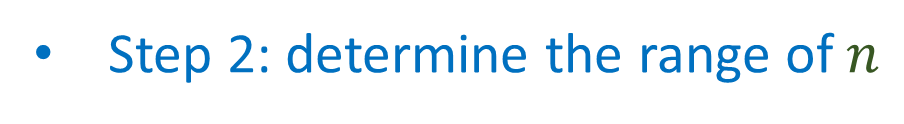 • Step 2: determine the range of n